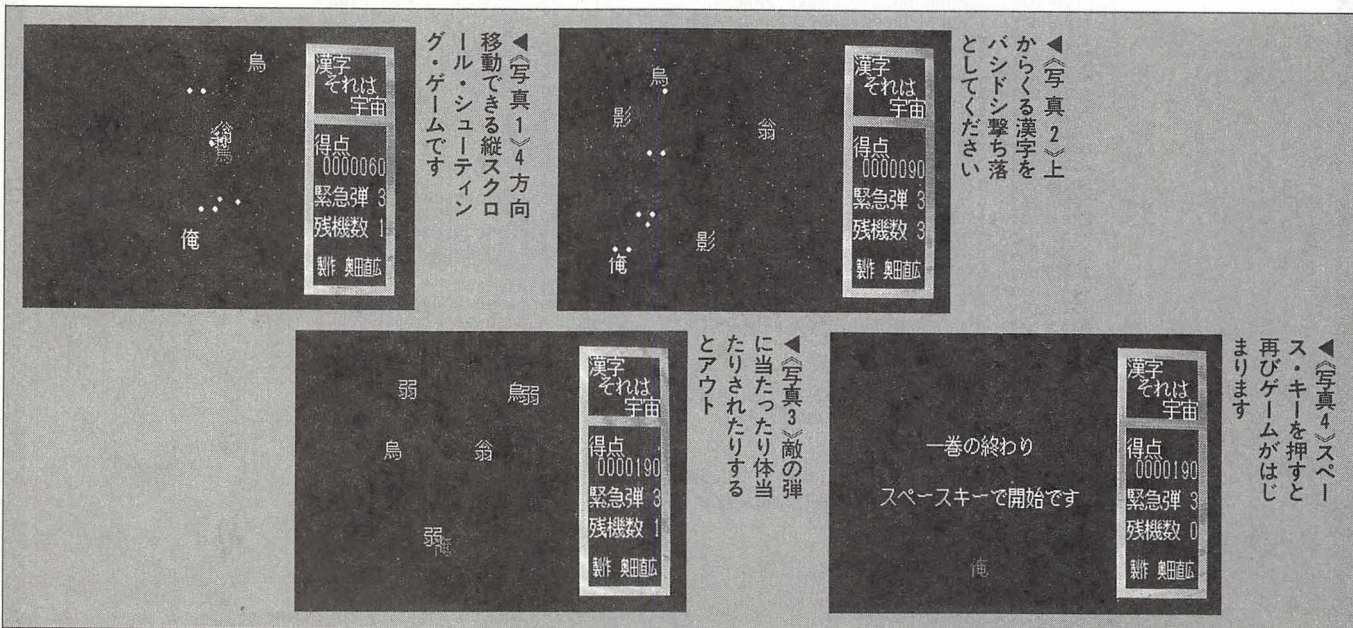 鳥
翁
鳥
俺
漢字
それは
宇宙
得点
0000060
緊急弾 3
残機数 1
製作 奥田直広
◀《写真1》4方向
移動できる縦スクロ
ール・シューティン
グ・ゲームです
鳥
影
翁
影
俺
漢字
それは
宇宙
得点
0000090
緊急弾 3
残機数 3
製作 奥田直広
◀《写真2》上
からくる漢字を
バシドシ撃ち落
としてください
弱
鳥弱
鳥
翁
弱
俺
漢字
それは
宇宙
得点
0000190
緊急弾 3
残機数 1
製作 奥田直広
◀《写真3》敵の弾
に当たったり体当
たりされたりする
とアウト
一巻の終わり
スペースキーで開始です
俺
漢字
それは
宇宙
得点
0000190
緊急弾 3
残機数 0
製作 奥田直広
◀《写真4》スペー
ス・キーを押すと
再びゲームがはじ
まります